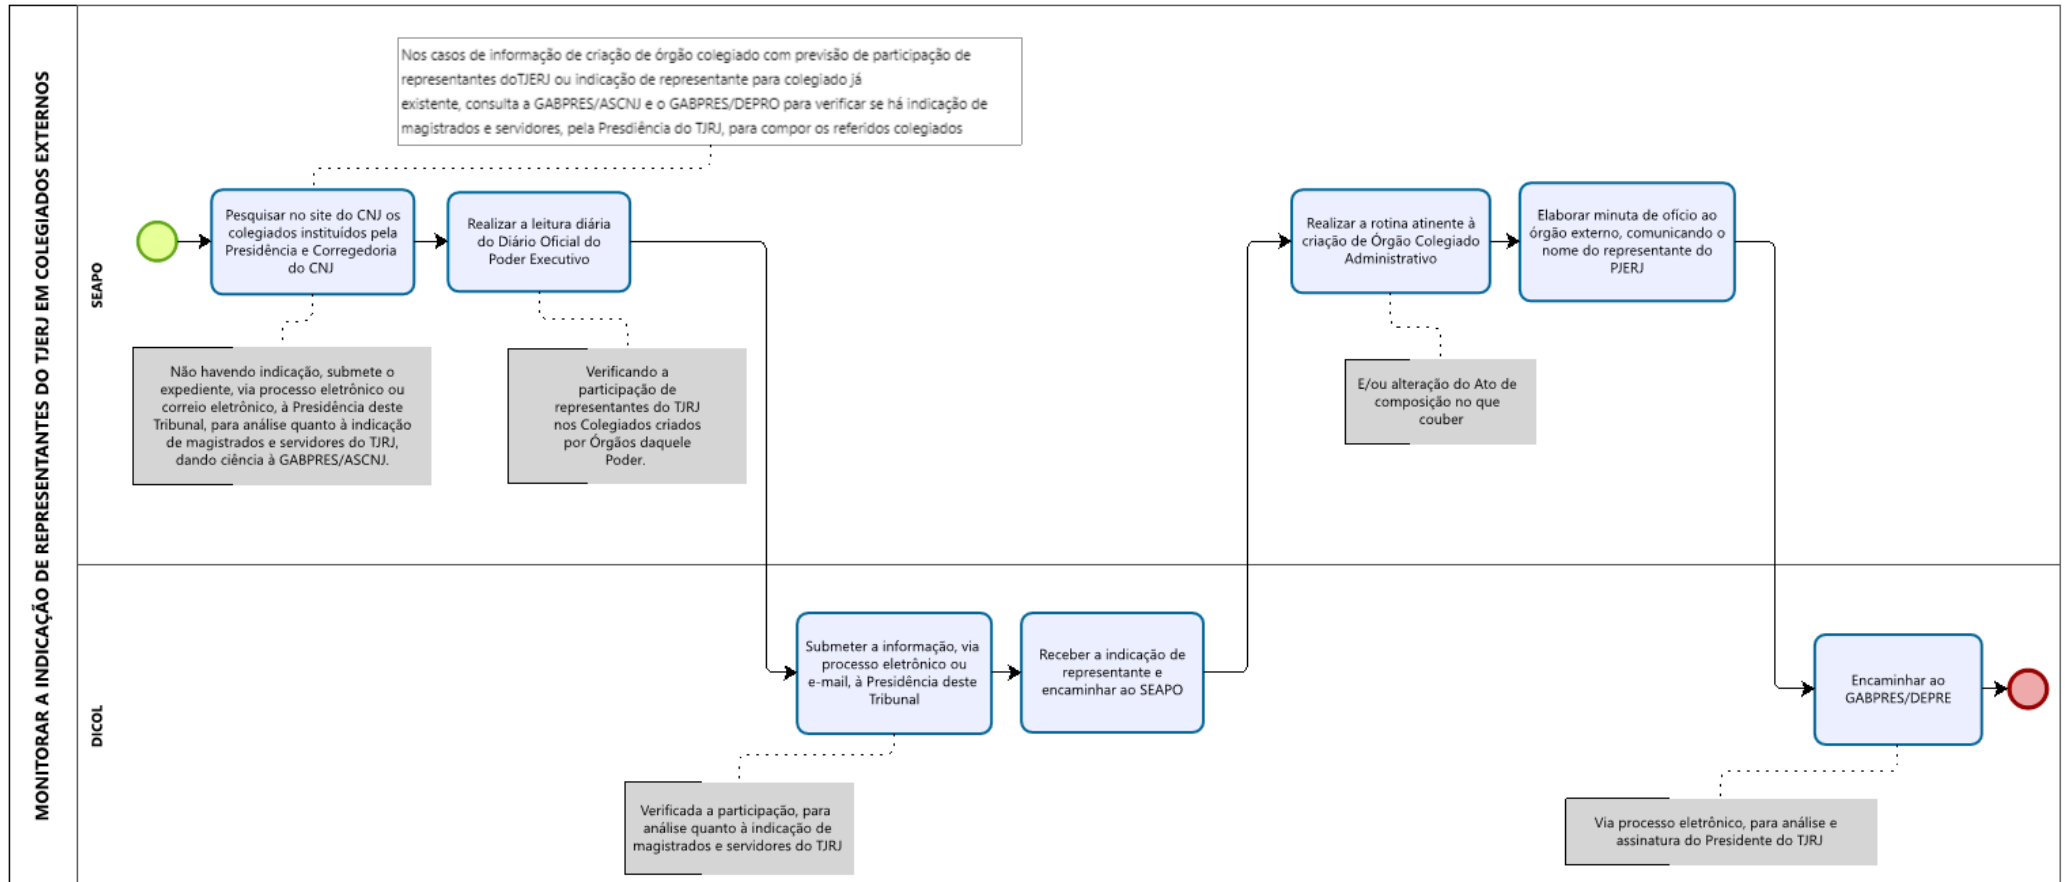 MONITORAR A INDICAÇÃO DE REPRESENTANTES DO TJERJ EM COLEGIADOS EXTERNOS
SEAPO
Nos casos de informação de criação de órgão colegiado com previsão de participação de
representantes doTJERJ ou indicação de representante para colegiado já
existente, consulta a GABPRES/ASCNJ e o GABPRES/DEPRO para verificar se há indicação de
magistrados e servidores, pela Presdiência do TJRJ, para compor os referidos colegiados
Pesquisar no site do CNJ os
colegiados instituídos pela
Presidência e Corregedoria
do CNJ
Realizar a leitura diária
do Diário Oficial do
Poder Executivo
Realizar a rotina atinente à
criação de Órgão Colegiado
Administrativo
Elaborar minuta de ofício ao
órgão externo, comunicando o
nome do representante do
PJERJ
Não havendo indicação, submete o
expediente, via processo eletrônico ou
correio eletrônico, à Presidência deste
Tribunal, para análise quanto à indicação
de magistrados e servidores do TJRJ,
dando ciência à GABPRES/ASCNJ.
Verificando a
participação de
representantes do TJRJ
nos Colegiados criados
por Órgãos daquele
Poder.
E/ou alteração do Ato de
composição no que
couber
DICOL
Submeter a informação, via
processo eletrônico ou
e-mail, à Presidência deste
Tribunal
Receber a indicação de
representante e
encaminhar ao SEAPO
Encaminhar ao
GABPRES/DEPRE
Verificada a participação, para
análise quanto à indicação de
magistrados e servidores do TJRJ
Via processo eletrônico, para análise e
assinatura do Presidente do TJRJ